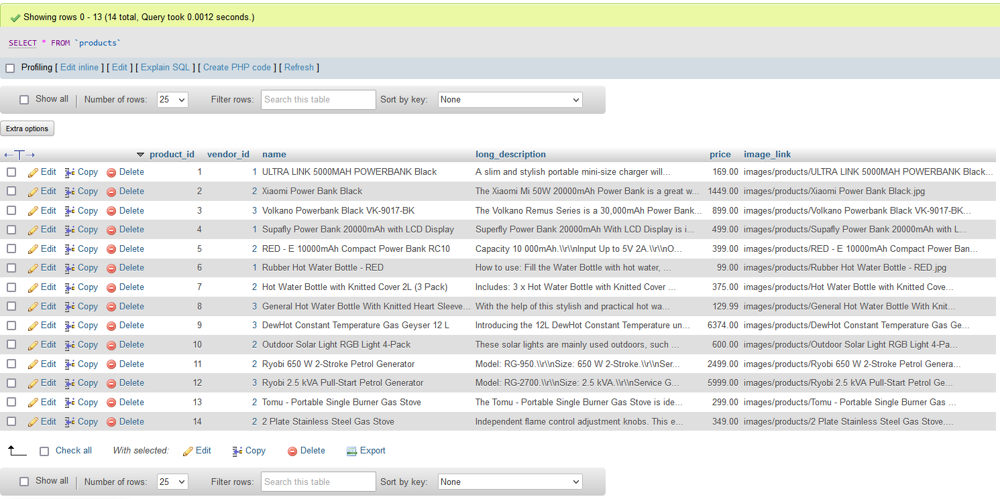 Showing rows 0 - 13 (14 total, Query took 0.0012 seconds.)
SELECT * FROM `products`
Profiling [ Edit inline ] [ Edit ] [ Explain SQL ] [ Create PHP code ] [ Refresh ]
Show all | Number of rows: 25 Filter rows: Search this table Sort by key: None
Extra options
←T→ product_id vendor_id name long_description price image_link
Edit Copy Delete 1 1 ULTRA LINK 5000MAH POWERBANK Black A slim and stylish portable mini-size charger will... 169.00 images/products/ULTRA LINK 5000MAH POWERBANK Black...
Edit Copy Delete 2 2 Xiaomi Power Bank Black The Xiaomi Mi 50W 20000mAh Power Bank is a great w... 1449.00 images/products/Xiaomi Power Bank Black.jpg
Edit Copy Delete 3 3 Volkano Powerbank Black VK-9017-BK The Volkano Remus Series is a 30,000mAh Power Bank... 899.00 images/products/Volkano Powerbank Black VK-9017-BK...
Edit Copy Delete 4 1 Supafly Power Bank 20000mAh with LCD Display Superfly Power Bank 20000mAh With LCD Display is i... 499.00 images/products/Supafly Power Bank 20000mAh with L...
Edit Copy Delete 5 2 RED - E 10000mAh Compact Power Bank RC10 Capacity 10 000mAh.\\r\\nInput Up to 5V 2A.\\r\\nO... 399.00 images/products/RED - E 10000mAh Compact Power Ban...
Edit Copy Delete 6 1 Rubber Hot Water Bottle - RED How to use: Fill the Water Bottle with hot water, ... 99.00 images/products/Rubber Hot Water Bottle - RED.jpg
Edit Copy Delete 7 2 Hot Water Bottle with Knitted Cover 2L (3 Pack) Includes: 3 x Hot Water Bottle with Knitted Cover ... 375.00 images/products/Hot Water Bottle with Knitted Cove...
Edit Copy Delete 8 3 General Hot Water Bottle With Knitted Heart Sleeve... With the help of this stylish and practical hot wa... 129.99 images/products/General Hot Water Bottle With Knit...
Edit Copy Delete 9 3 DewHot Constant Temperature Gas Geyser 12 L Introducing the 12L DewHot Constant Temperature un... 6374.00 images/products/DewHot Constant Temperature Gas Ge...
Edit Copy Delete 10 2 Outdoor Solar Light RGB Light 4-Pack These solar lights are mainly used outdoors, such ... 600.00 images/products/Outdoor Solar Light RGB Light 4-Pa...
Edit Copy Delete 11 2 Ryobi 650 W 2-Stroke Petrol Generator Model: RG-950.\\r\\nSize: 650 W 2-Stroke.\\r\\nSer... 2499.00 images/products/Ryobi 650 W 2-Stroke Petrol Genera...
Edit Copy Delete 12 3 Ryobi 2.5 kVA Pull-Start Petrol Generator Model: RG-2700.\\r\\nSize: 2.5 kVA.\\r\\nService G... 5999.00 images/products/Ryobi 2.5 kVA Pull-Start Petrol Ge...
Edit Copy Delete 13 2 Tomu - Portable Single Burner Gas Stove The Tomu - Portable Single Burner Gas Stove is ide... 299.00 images/products/Tomu - Portable Single Burner Gas ...
Edit Copy Delete 14 2 2 Plate Stainless Steel Gas Stove Independent flame control adjustment knobs. This e... 349.00 images/products/2 Plate Stainless Steel Gas Stove....
Check all With selected: Edit Copy Delete Export
Show all | Number of rows: 25 Filter rows: Search this table Sort by key: None